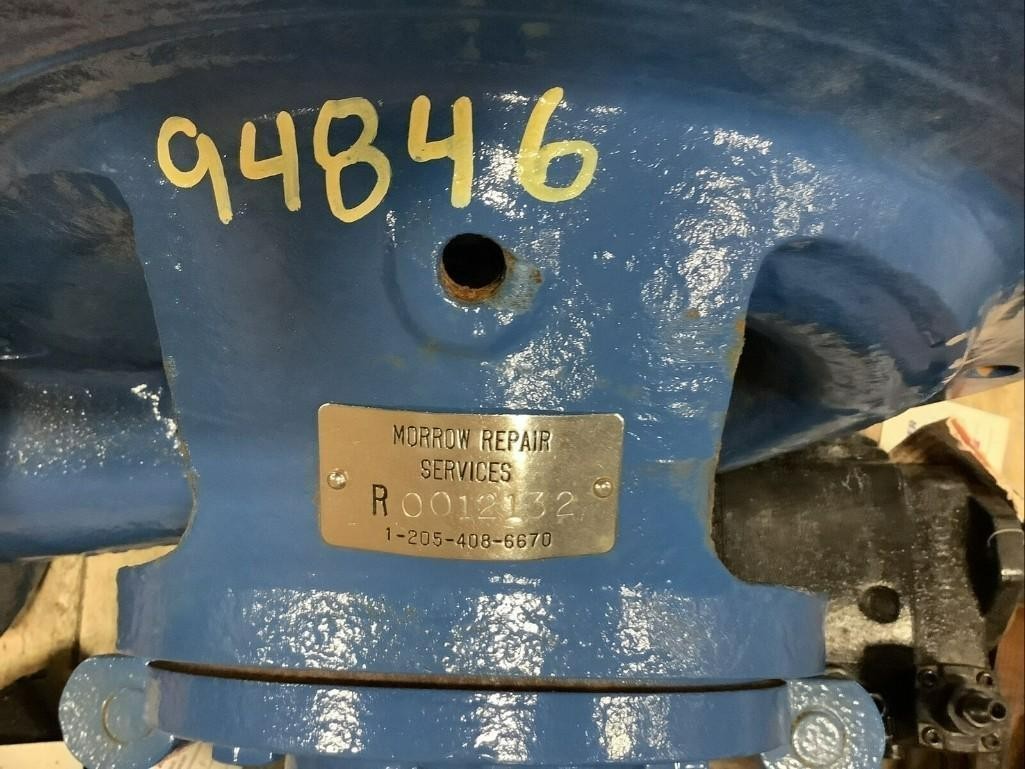 94846
MORROW REPAIR
SERVICES
R 0012132
1-205-408-6670